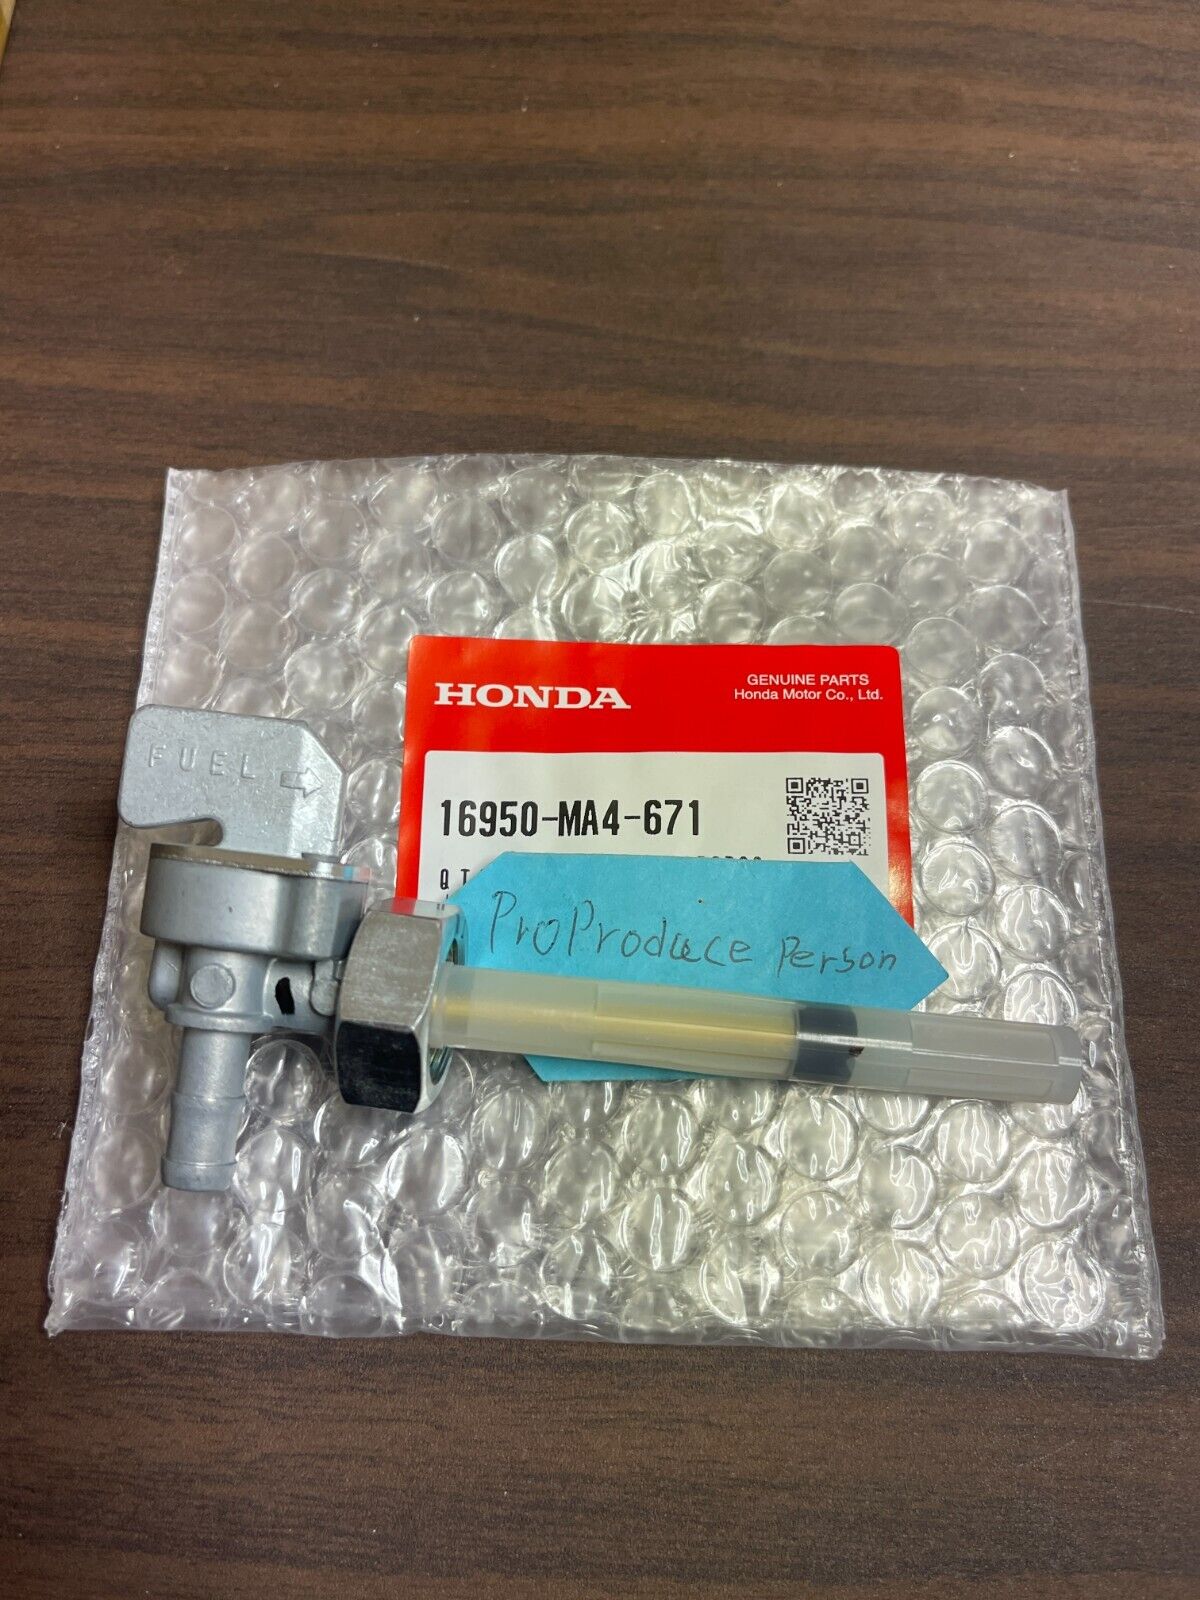 HONDA
GENUINE PARTS
Honda Motor Co., Ltd.
FUEL
16950-MA4-671
ProProduce person